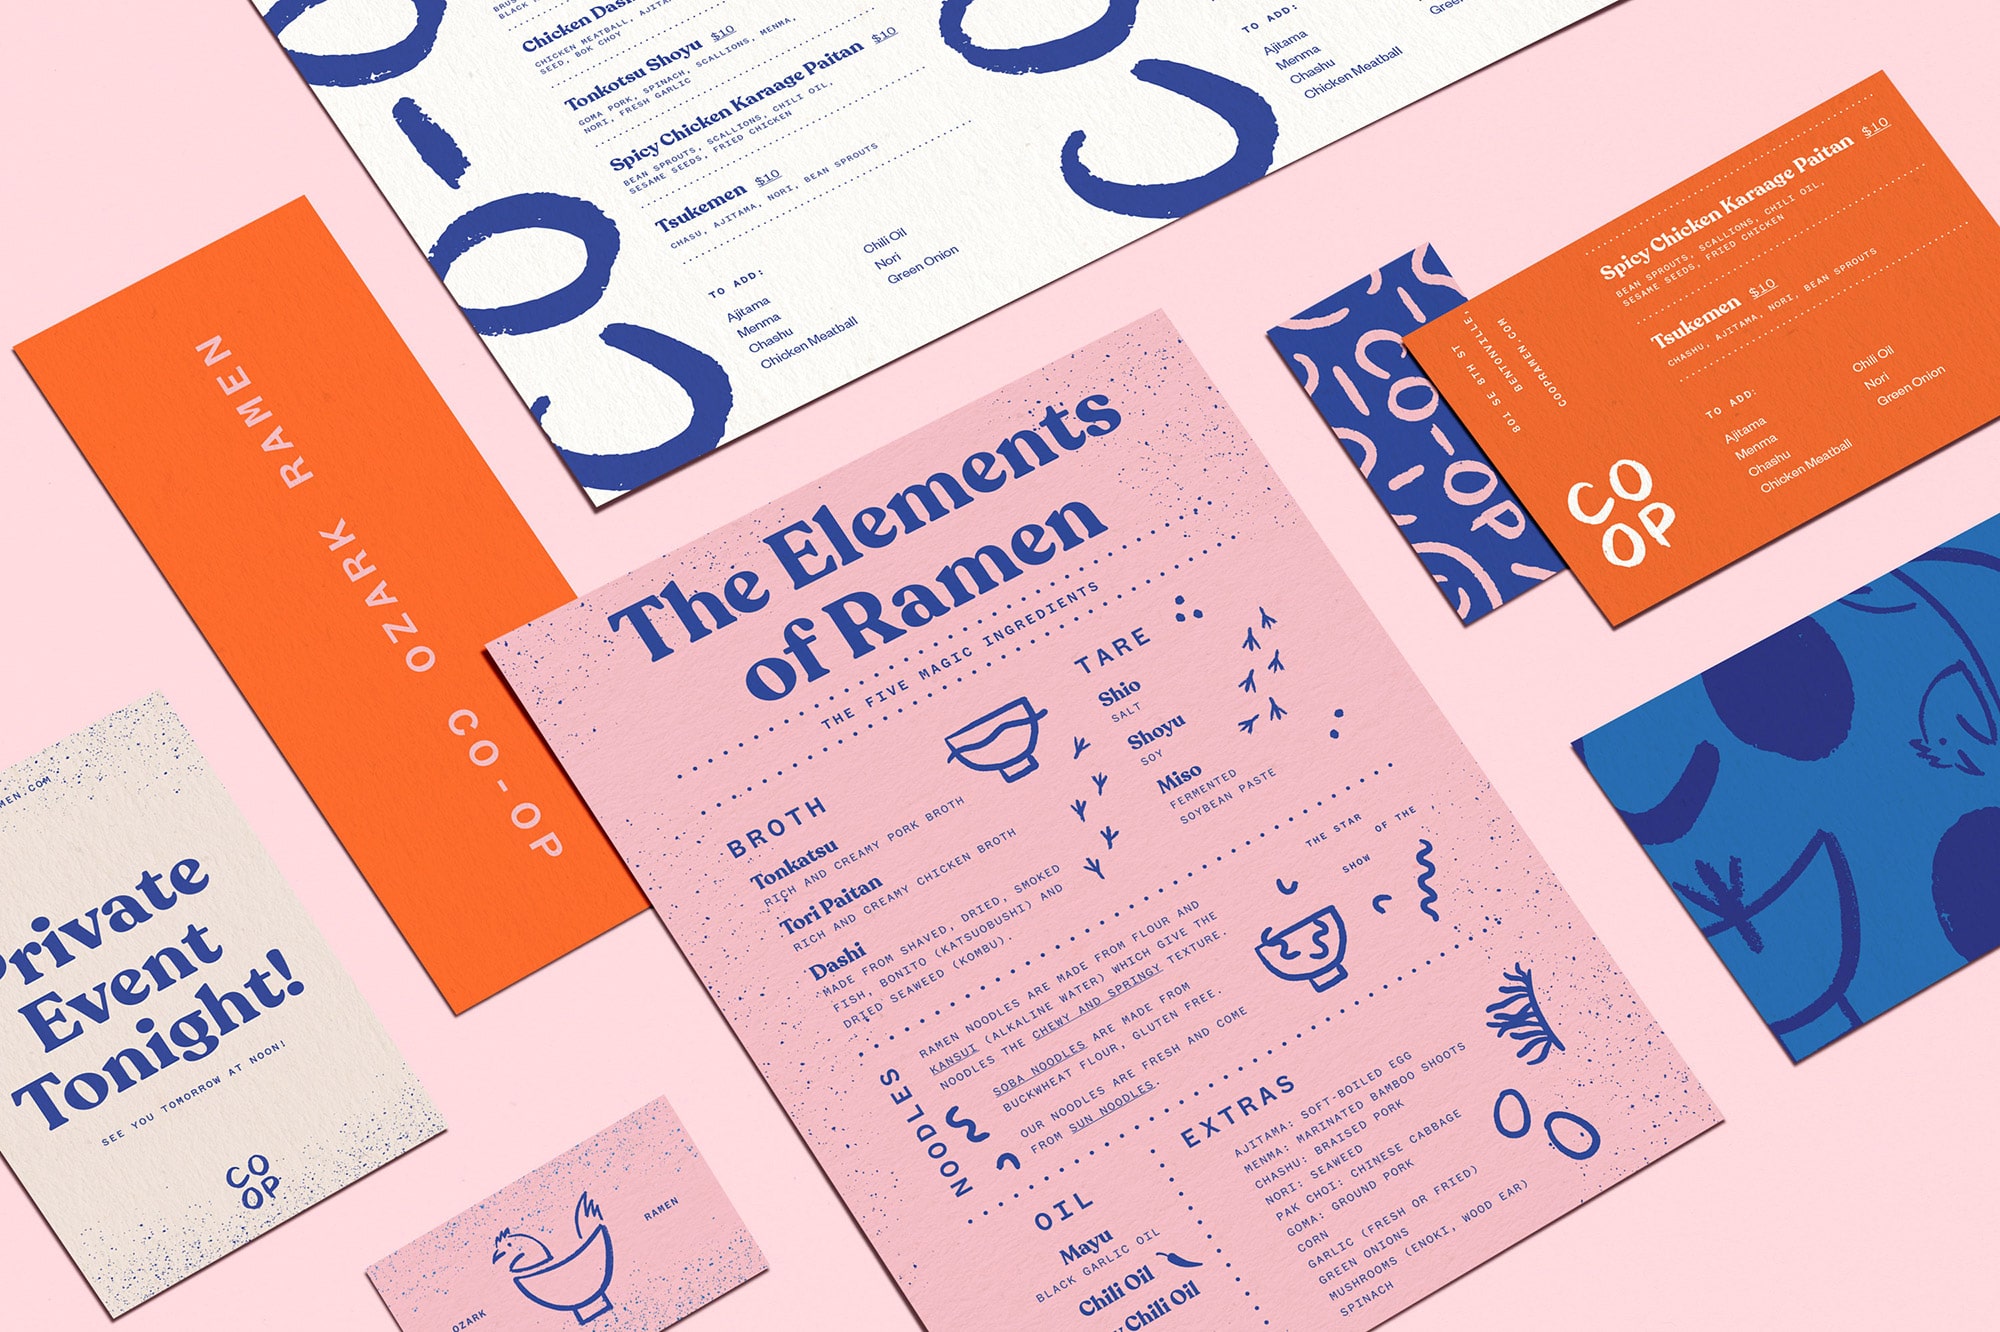 CHICKEN MEATBALL, AJITAMA,
SEED, BOK CHOY
Tonkotsu Shoyu $10
GOMA PORK, SPINACH, SCALLIONS, MENMA,
NORI, FRESH GARLIC
Spicy Chicken Karaage Paitan $10
BEAN SPROUTS, SCALLIONS, CHILI OIL,
SESAME SEEDS, FRIED CHICKEN
Tsukemen $10
CHASU, AJITAMA, NORI, BEAN SPROUTS
TO ADD:
Ajitama
Menma
Chashu
Chicken Meatball
Chili Oil
Nori
Green Onion
TO ADD:
Ajitama
Menma
Chashu
Chicken Meatball
CO-OP OZARK RAMEN
CO-OP
801 SE 8TH ST
BENTONVILLE,
COOPRAMEN.COM
Spicy Chicken Karaage Paitan $10
BEAN SPROUTS, SCALLIONS, CHILI OIL,
SESAME SEEDS, FRIED CHICKEN
Tsukemen $10
CHASHU, AJITAMA, NORI, BEAN SPROUTS
TO ADD:
Ajitama
Menma
Chashu
Chicken Meatball
Chili Oil
Nori
Green Onion
CO
OP
The Elements
of Ramen
THE FIVE MAGIC INGREDIENTS
BROTH
Tonkatsu
RICH AND CREAMY PORK BROTH
Tori Paitan
RICH AND CREAMY CHICKEN BROTH
Dashi
MADE FROM SHAVED, DRIED, SMOKED
FISH, BONITO (KATSUOBUSHI) AND
DRIED SEAWEED (KOMBU).
TARE
Shio
SALT
Shoyu
SOY
Miso
FERMENTED
SOYBEAN PASTE
NOODLES
RAMEN NOODLES ARE MADE FROM FLOUR AND
KANSUI (ALKALINE WATER) WHICH GIVE THE
NOODLES THE CHEWY AND SPRINGY TEXTURE.
SOBA NOODLES ARE MADE FROM
BUCKWHEAT FLOUR, GLUTEN FREE.
OUR NOODLES ARE FRESH AND COME
FROM SUN NOODLES.
THE STAR
OF THE
SHOW
OIL
Mayu
BLACK GARLIC OIL
Chili Oil
Chili Oil
EXTRAS
AJITAMA: SOFT-BOILED EGG
MENMA: MARINATED BAMBOO SHOOTS
CHASHU: BRAISED PORK
NORI: SEAWEED
PAK CHOI: CHINESE CABBAGE
GOMA: GROUND PORK
CORN
GARLIC (FRESH OR FRIED)
GREEN ONIONS
MUSHROOMS (ENOKI, WOOD EAR)
SPINACH
Private
Event
Tonight!
SEE YOU TOMORROW AT NOON!
CO
OP
OZARK
RAMEN